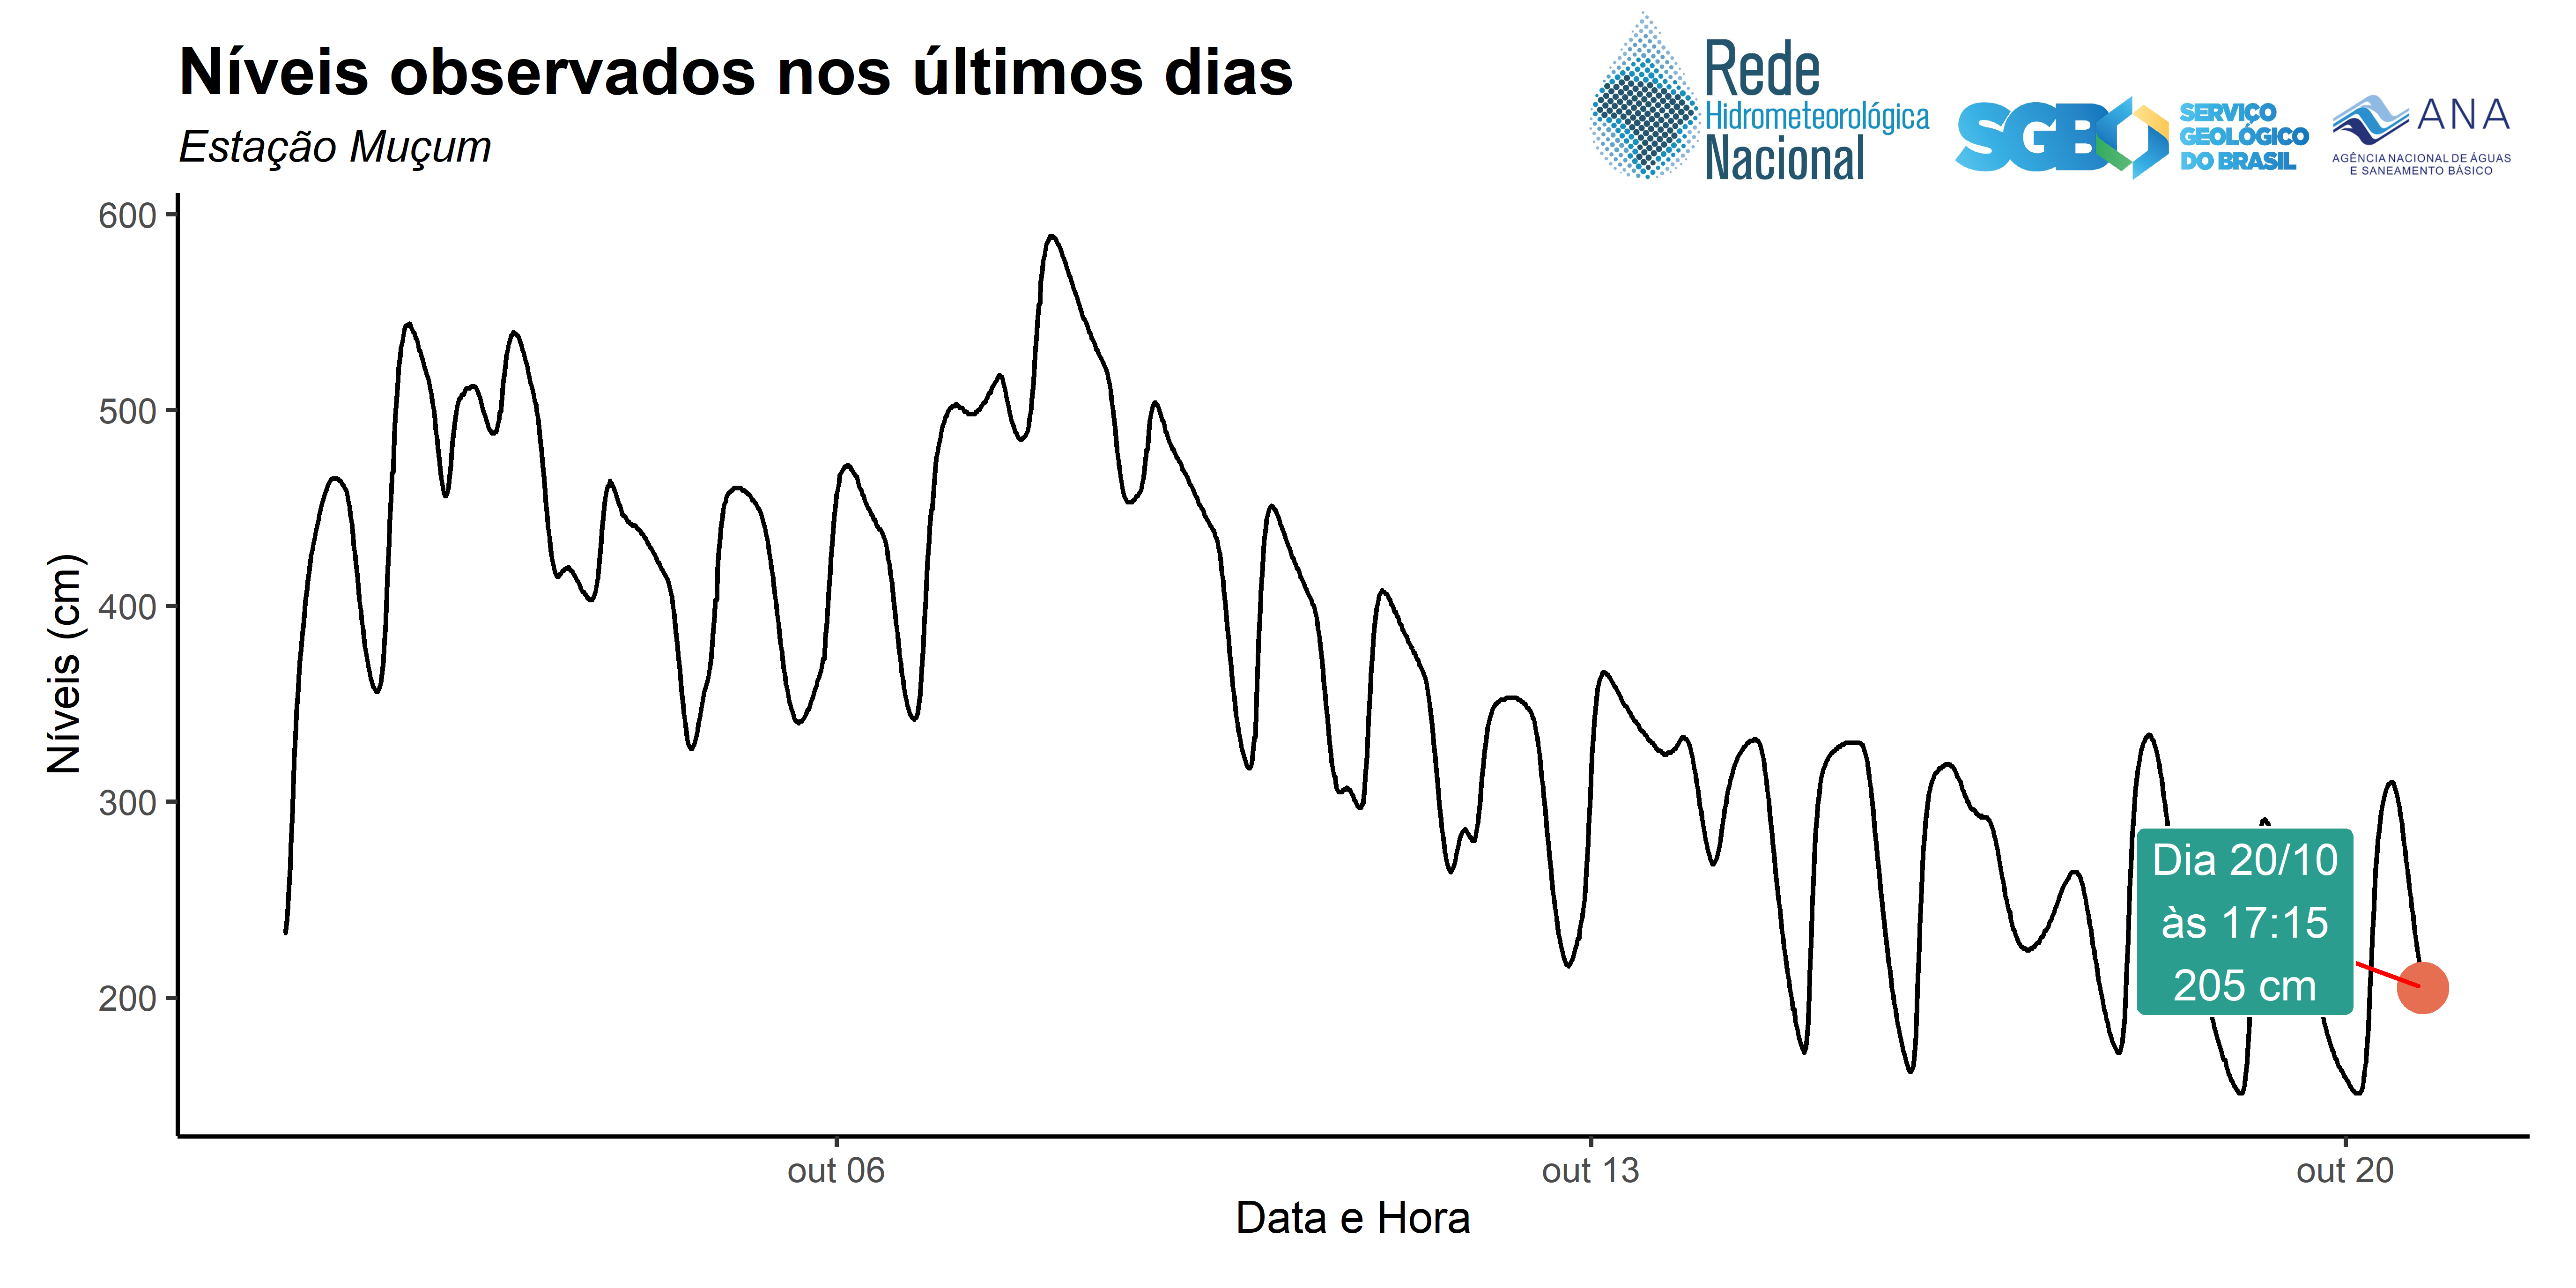 Níveis observados nos últimos dias
Estação Muçum
Rede
Hidrometeorológica
Nacional
SGB
SERVIÇO
GEOLÓGICO
DO BRASIL
ANA
AGÊNCIA NACIONAL DE ÁGUAS
E SANEAMENTO BÁSICO
Níveis (cm)
600
500
400
300
200
Dia 20/10
às 17:15
205 cm
out 06
out 13
out 20
Data e Hora